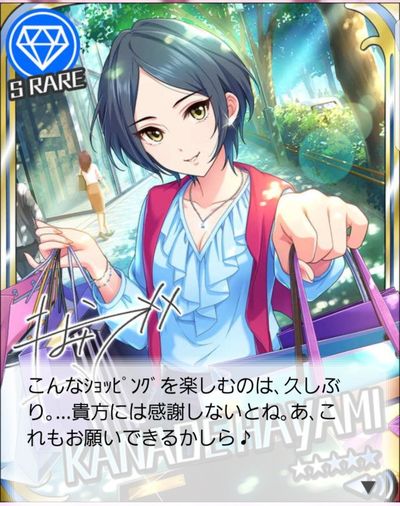 S RARE
こんなｼｮｯﾋﾟﾝｸﾞを楽しむのは､久しぶ
り｡…貴方には感謝しないとね｡あ､こ
れもお願いできるかしら♪
KANADE HAYAMI